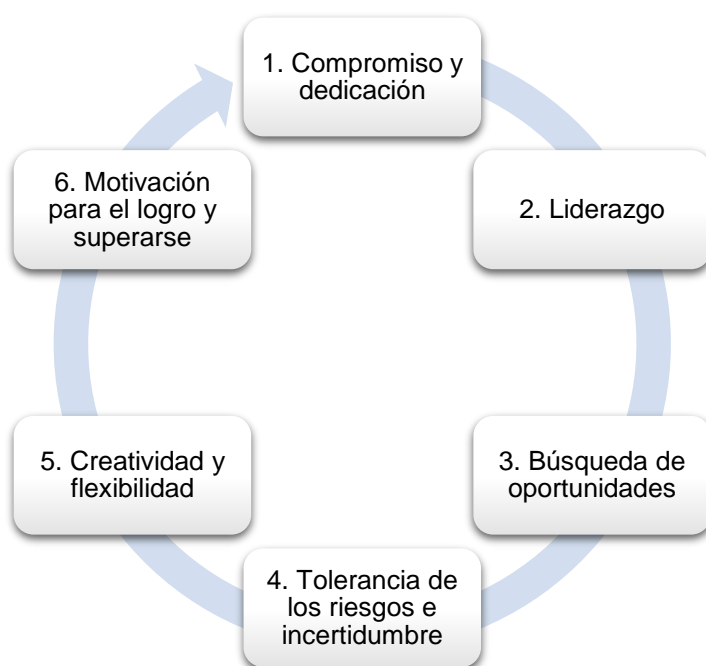 1. Compromiso y
dedicación
2. Liderazgo
3. Búsqueda de
oportunidades
4. Tolerancia de
los riesgos e
incertidumbre
5. Creatividad y
flexibilidad
6. Motivación
para el logro y
superarse